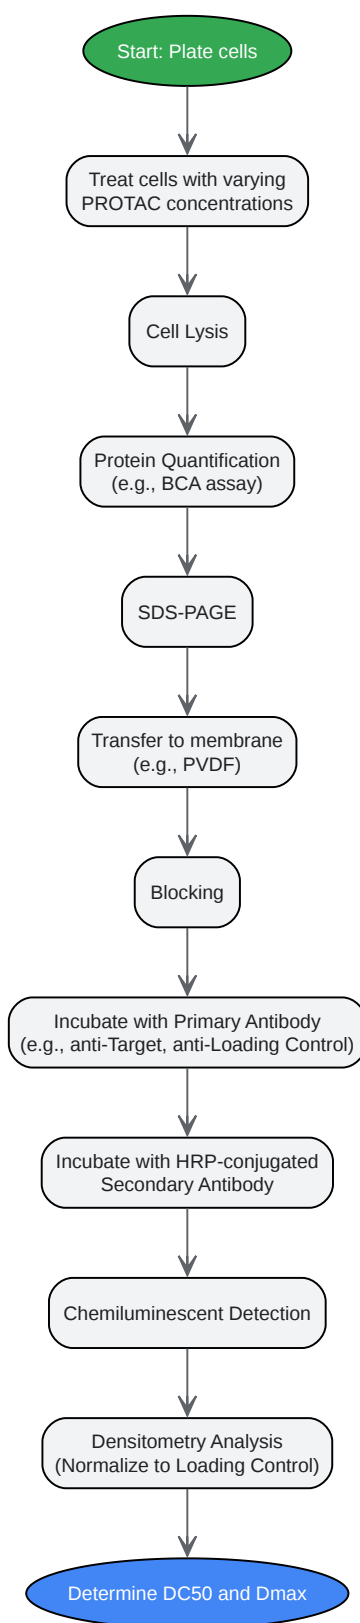 Start: Plate cells
Treat cells with varying
PROTAC concentrations
Cell Lysis
Protein Quantification
(e.g., BCA assay)
SDS-PAGE
Transfer to membrane
(e.g., PVDF)
Blocking
Incubate with Primary Antibody
(e.g., anti-Target, anti-Loading Control)
Incubate with HRP-conjugated
Secondary Antibody
Chemiluminescent Detection
Densitometry Analysis
(Normalize to Loading Control)
Determine DC50 and Dmax